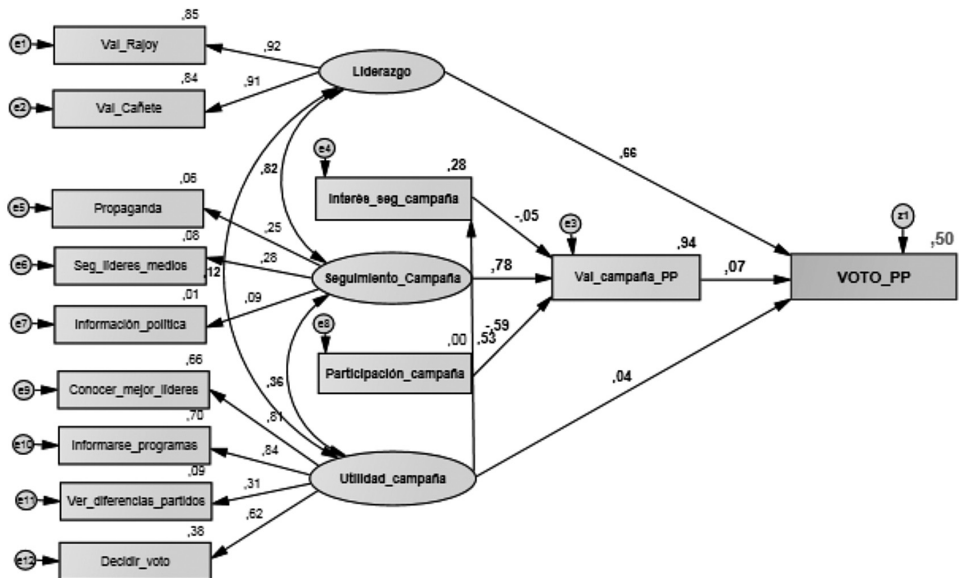 ,85
e1
Val_Rajoy
,92
Liderazgo
,84
,91
e2
Val_Cañete
,66
,82
e4
,28
Interés_seg_campaña
,06
e5
Propaganda
,25
-,05
e3
,94
z1
,50
,08
e6
Seg_lideres_medios
,28
,12
Seguimiento_Campaña
,78
Val_campaña_PP
,07
VOTO_PP
,01
e7
Información_política
,09
e8
,00
-,59
,53
Participación_campaña
,66
e9
Conocer_mejor_lideres
,36
,81
,04
,70
e10
Informarse_programas
,84
Utilidad_campaña
,09
e11
Ver_diferencias_partidos
,31
,62
,38
e12
Decidir_voto